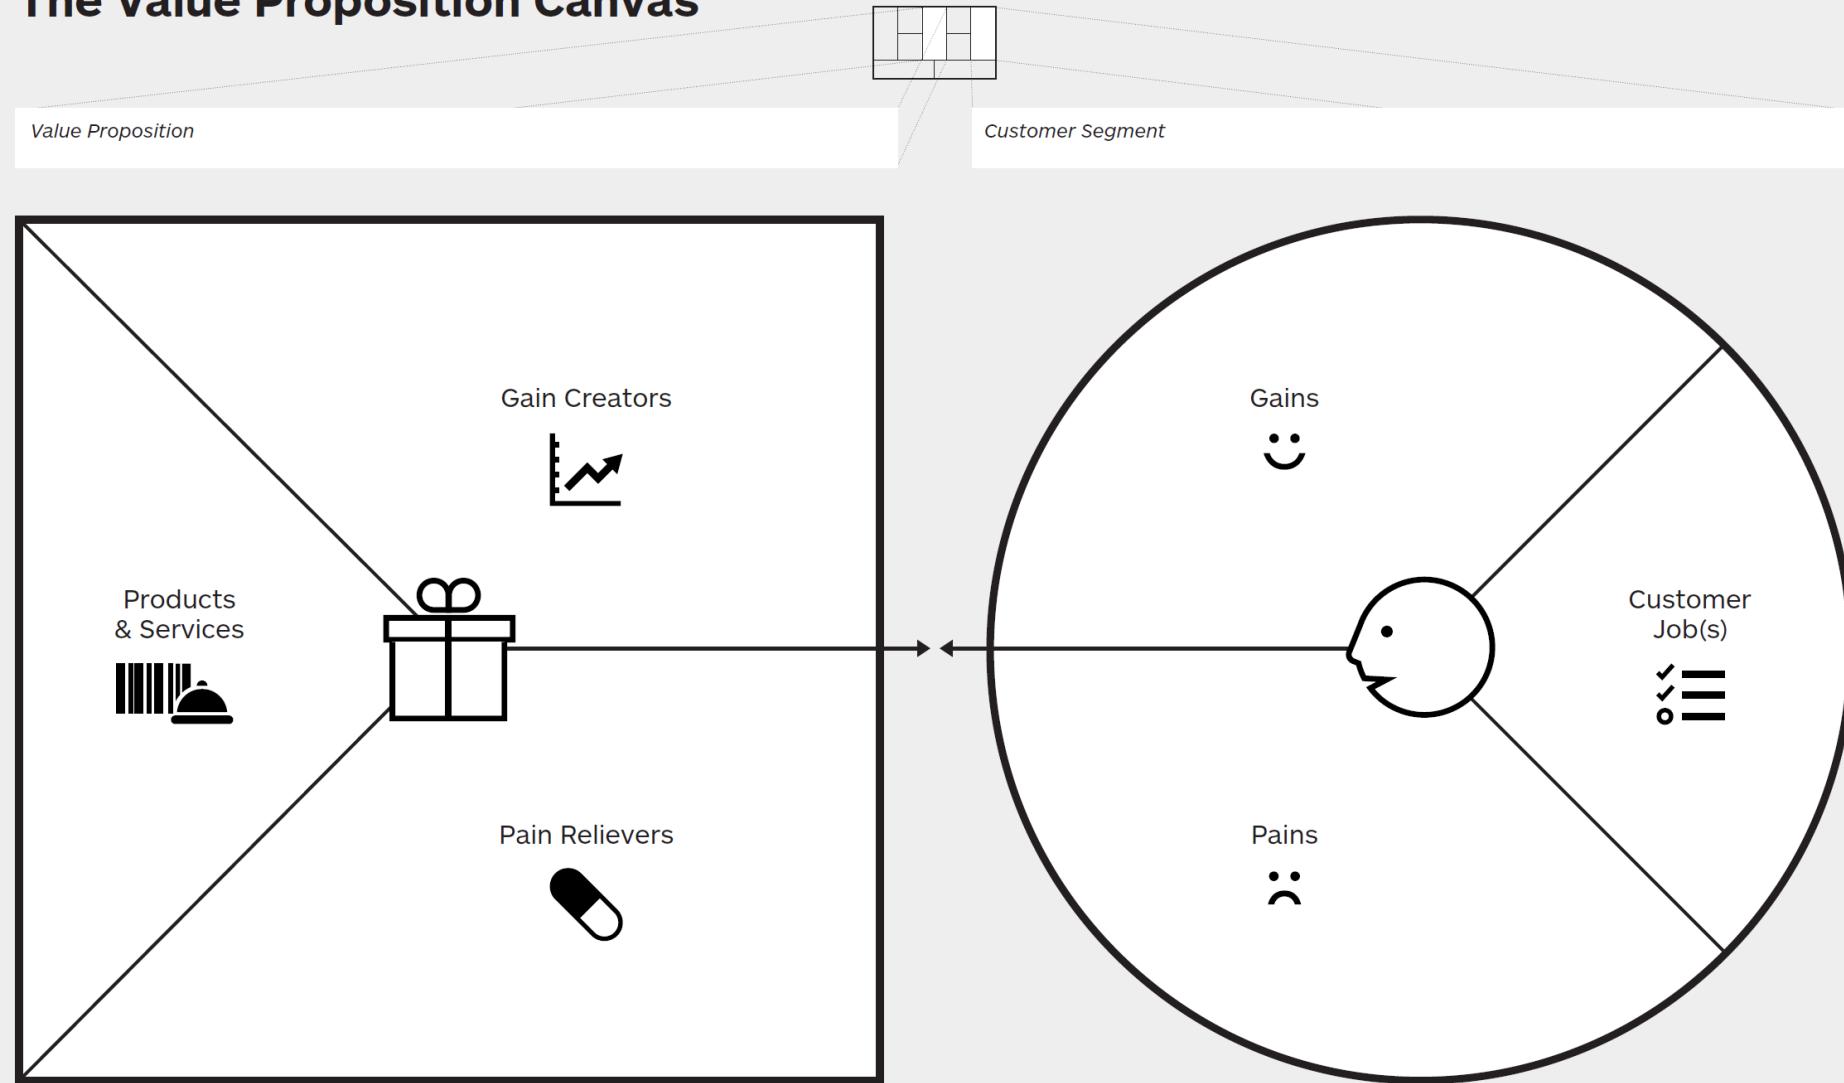 The Value Proposition Canvas
Value Proposition
Customer Segment
Gain Creators
Gains
Products
& Services
Customer
Job(s)
Pain Relievers
Pains